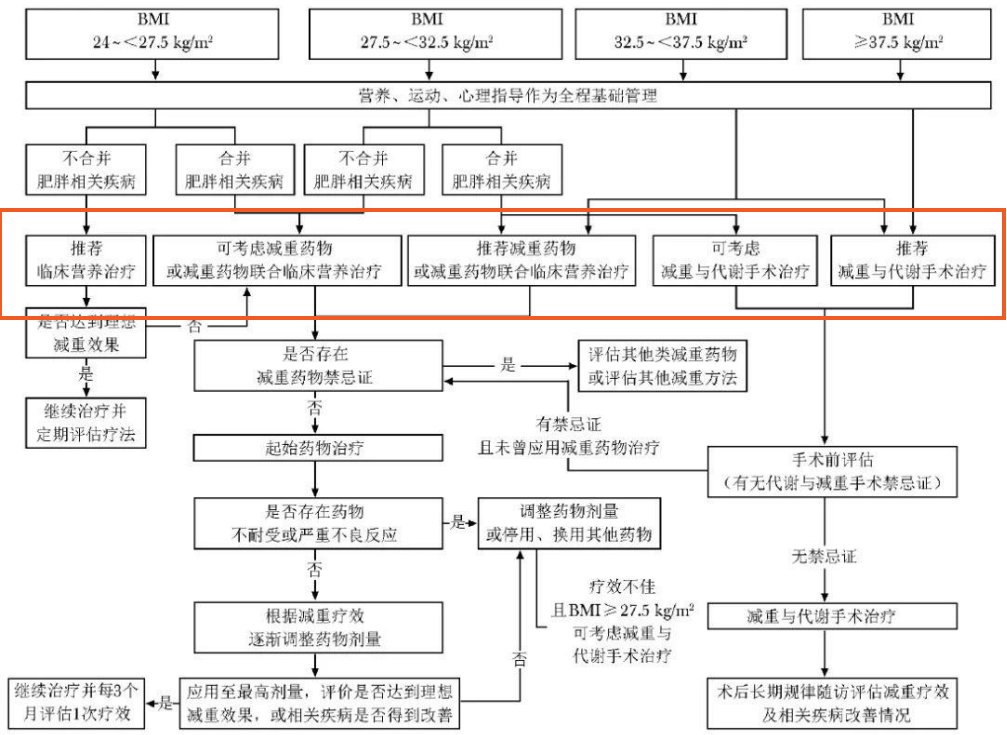 BMI
24~<27.5 kg/m²
BMI
27.5~<32.5 kg/m²
BMI
32.5~<37.5 kg/m²
BMI
≥37.5 kg/m²
营养、运动、心理指导作为全程基础管理
不合并
肥胖相关疾病
合并
肥胖相关疾病
不合并
肥胖相关疾病
合并
肥胖相关疾病
推荐
临床营养治疗
可考虑减重药物
或减重药物联合临床营养治疗
推荐减重药物
或减重药物联合临床营养治疗
可考虑
减重与代谢手术治疗
推荐
减重与代谢手术治疗
是否达到理想
减重效果
否
是
继续治疗并
定期评估疗法
是否存在
减重药物禁忌证
是
评估其他类减重药物
或评估其他减重方法
否
有禁忌证
且未曾应用减重药物治疗
起始药物治疗
手术前评估
（有无代谢与减重手术禁忌证）
是否存在药物
不耐受或严重不良反应
是
调整药物剂量
或停用、换用其他药物
否
无禁忌证
疗效不佳
且BMI≥27.5 kg/m²
可考虑减重与
代谢手术治疗
根据减重疗效
逐渐调整药物剂量
减重与代谢手术治疗
否
继续治疗并每3个
月评估1次疗效
是
应用至最高剂量，评价是否达到理想
减重效果，或相关疾病是否得到改善
术后长期规律随访评估减重疗效
及相关疾病改善情况